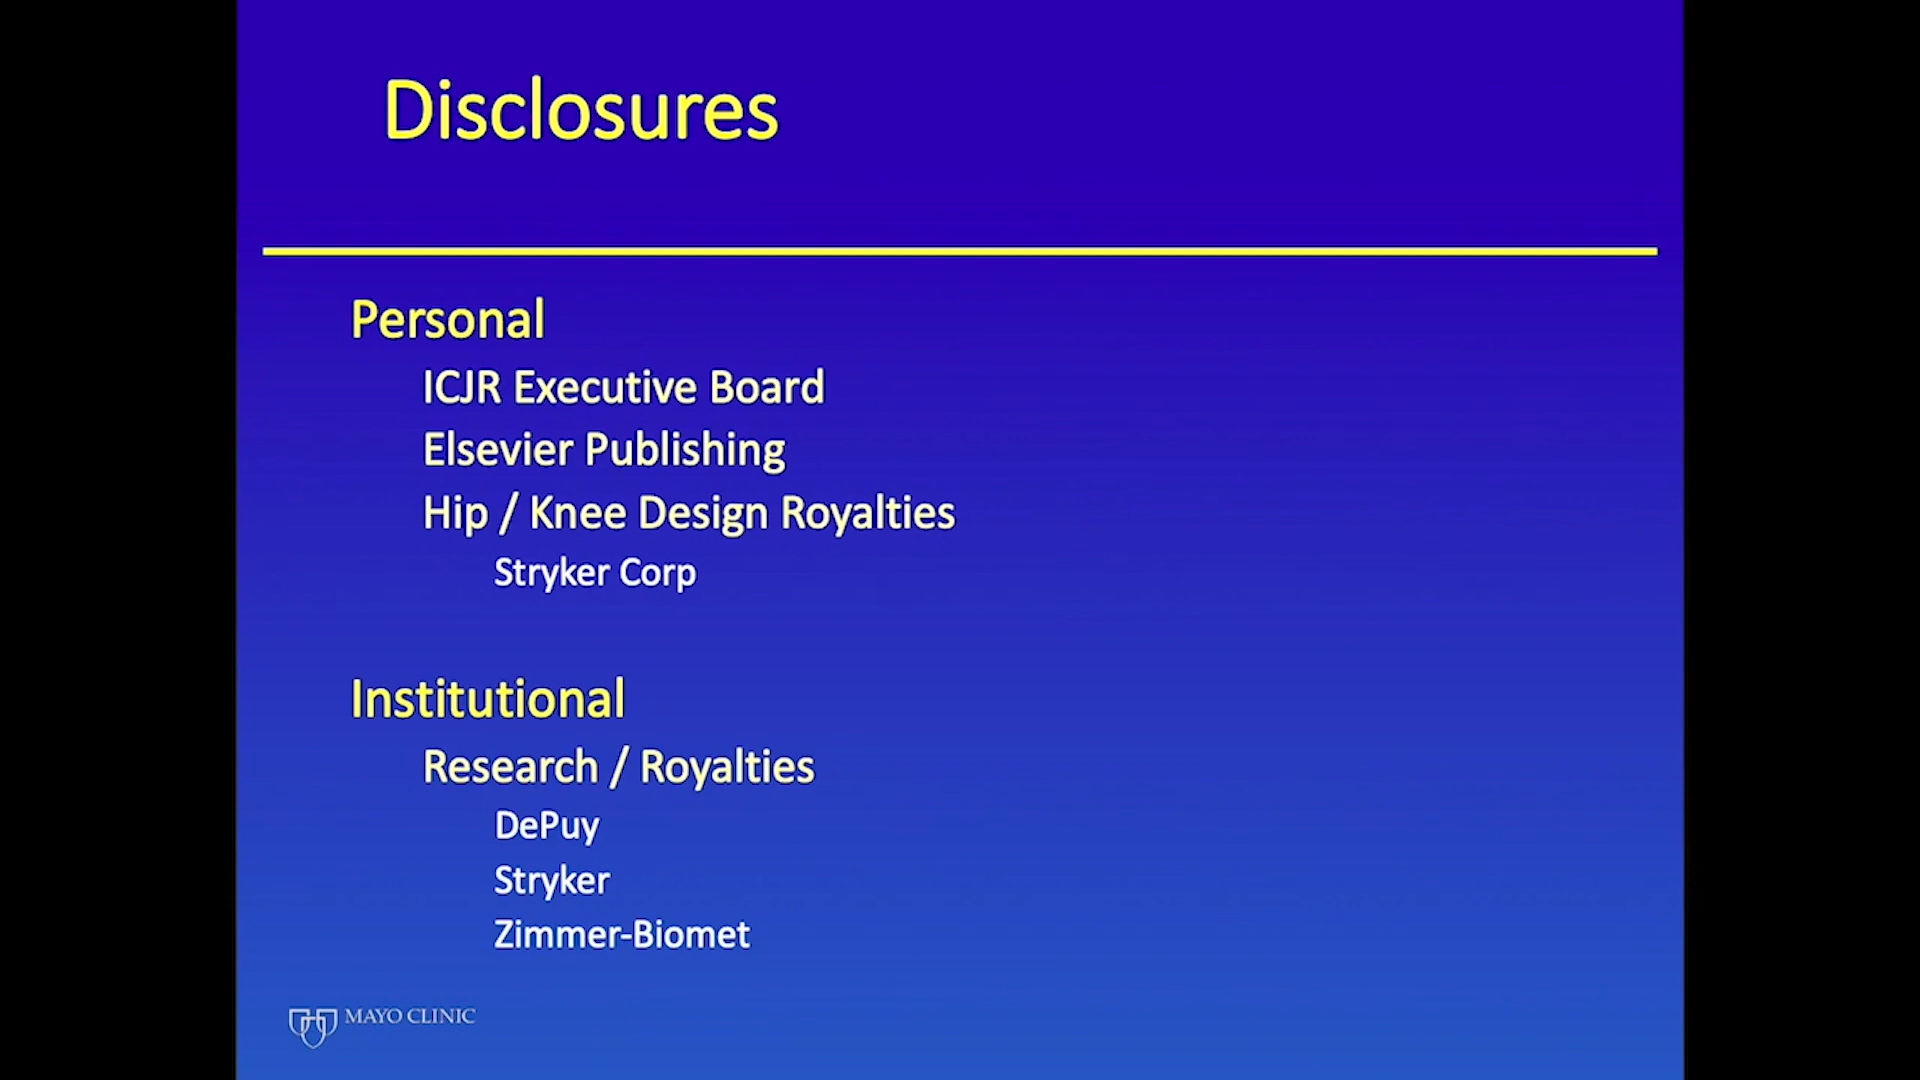 Disclosures
Personal
ICJR Executive Board
Elsevier Publishing
Hip / Knee Design Royalties
Stryker Corp
Institutional
Research / Royalties
DePuy
Stryker
Zimmer-Biomet
MAYO CLINIC